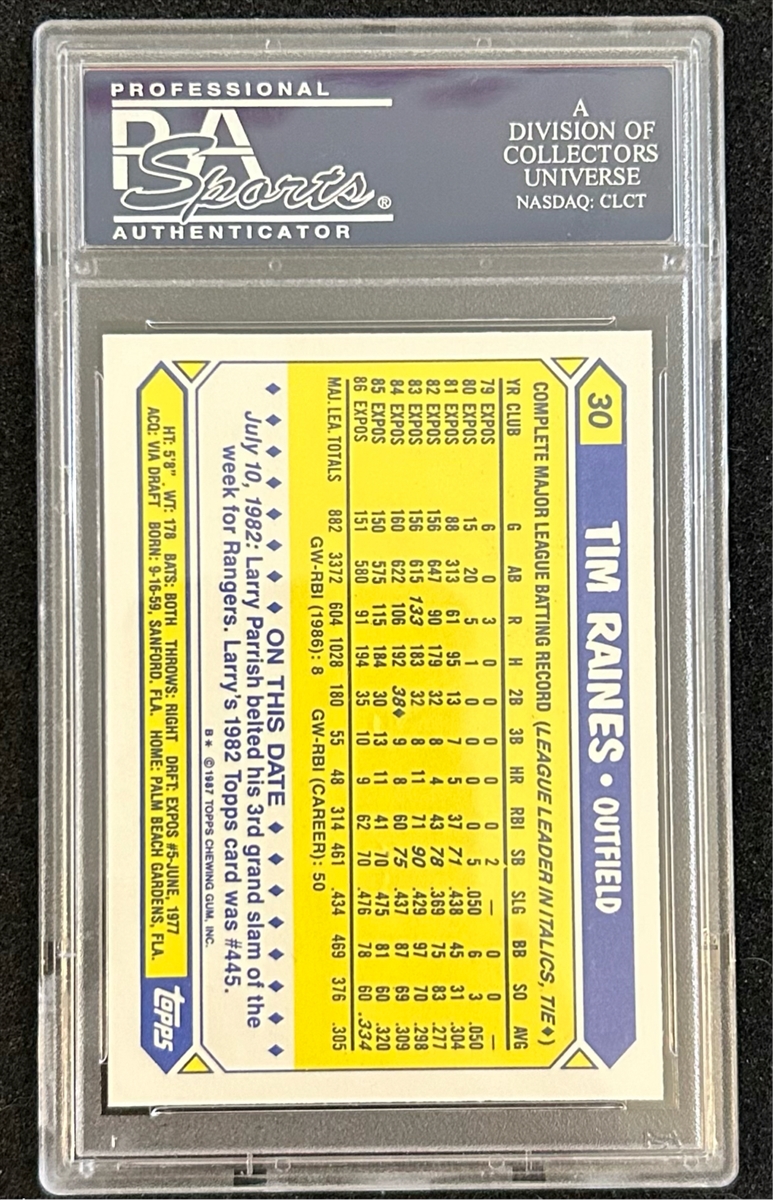 PROFESSIONAL
PSA
Sports®
AUTHENTICATOR
A
DIVISION OF
COLLECTORS
UNIVERSE
NASDAQ: CLCT
30 TIM RAINES • OUTFIELD
COMPLETE MAJOR LEAGUE BATTING RECORD (LEAGUE LEADER IN ITALICS, TIE♦)
YR CLUB G AB R H 2B 3B HR RBI SB SLG BB SO AVG
79 EXPOS 6 0 3 0 0 0 0 0 2 — 0 0 —
80 EXPOS 15 20 5 1 0 0 0 0 5 .050 6 3 .050
81 EXPOS 88 313 61 95 13 7 5 37 71 .438 45 31 .304
82 EXPOS 156 647 90 179 32 8 4 43 78 .369 75 83 .277
83 EXPOS 156 615 133 183 32 8 11 71 90 .429 97 70 .298
84 EXPOS 160 622 106 192 38♦ 9 8 60 75 .437 87 69 .309
85 EXPOS 150 575 115 184 30 13 11 41 70 .475 81 60 .320
86 EXPOS 151 580 91 194 35 10 9 62 70 .476 78 60 .334
MAJ. LEA. TOTALS 882 3372 604 1028 180 55 48 314 461 .434 469 376 .305
GW-RBI (1986): 8 GW-RBI (CAREER): 50
♦ ♦ ♦ ♦ ♦ ♦ ON THIS DATE ♦ ♦ ♦ ♦ ♦ ♦
July 10, 1982: Larry Parrish belted his 3rd grand slam of the
week for Rangers. Larry's 1982 Topps card was #445.
B* ©1987 TOPPS CHEWING GUM, INC.
HT: 5'8" WT: 178 BATS: BOTH THROWS: RIGHT DRFT: EXPOS #5-JUNE, 1977
ACQ: VIA DRAFT BORN: 9-16-59, SANFORD, FLA. HOME: PALM BEACH GARDENS, FLA.
topps